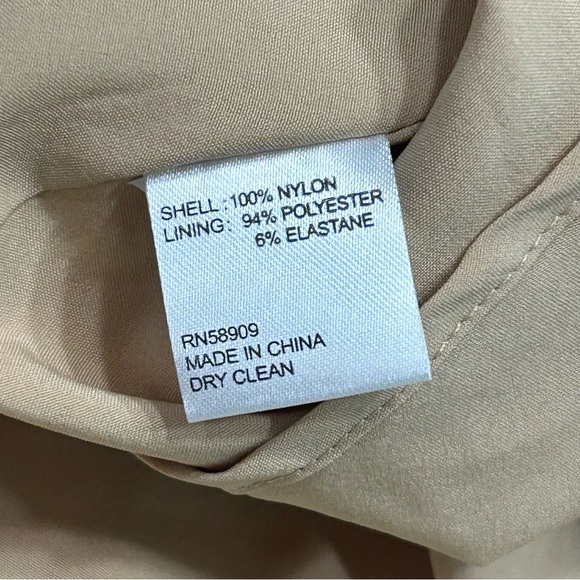 SHELL: 100% NYLON
LINING: 94% POLYESTER
6% ELASTANE
RN58909
MADE IN CHINA
DRY CLEAN